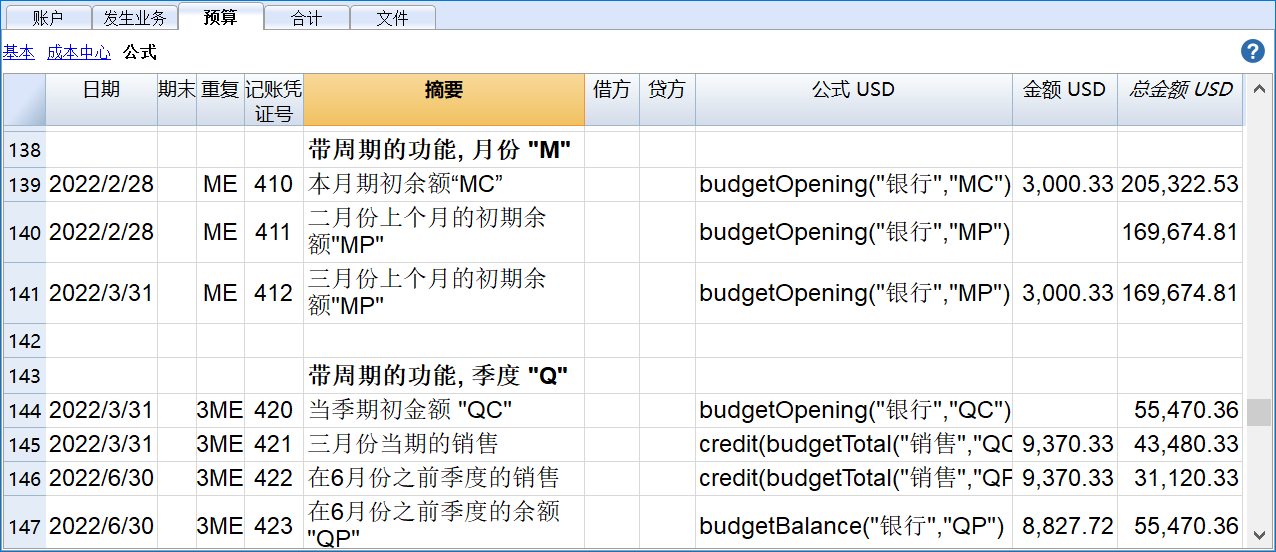 账户 发生业务 预算 合计 文件
基本 成本中心 公式 ?
日期 期末 重复 记账凭证号 摘要 借方 贷方 公式 USD 金额 USD 总金额 USD
138 带周期的功能, 月份 "M"
139 2022/2/28 ME 410 本月期初余额“MC” budgetOpening("银行","MC") 3,000.33 205,322.53
140 2022/2/28 ME 411 二月份上个月的初期余额"MP" budgetOpening("银行","MP") 169,674.81
141 2022/3/31 ME 412 三月份上个月的初期余额"MP" budgetOpening("银行","MP") 3,000.33 169,674.81
142
143 带周期的功能, 季度 "Q"
144 2022/3/31 3ME 420 当季期初金额 "QC" budgetOpening("银行","QC") 55,470.36
145 2022/3/31 3ME 421 三月份当期的销售 credit(budgetTotal("销售","QC 9,370.33 43,480.33
146 2022/6/30 3ME 422 在6月份之前季度的销售 credit(budgetTotal("销售","QP 9,370.33 31,120.33
147 2022/6/30 3ME 423 在6月份之前季度的余额"QP" budgetBalance("银行","QP") 8,827.72 55,470.36